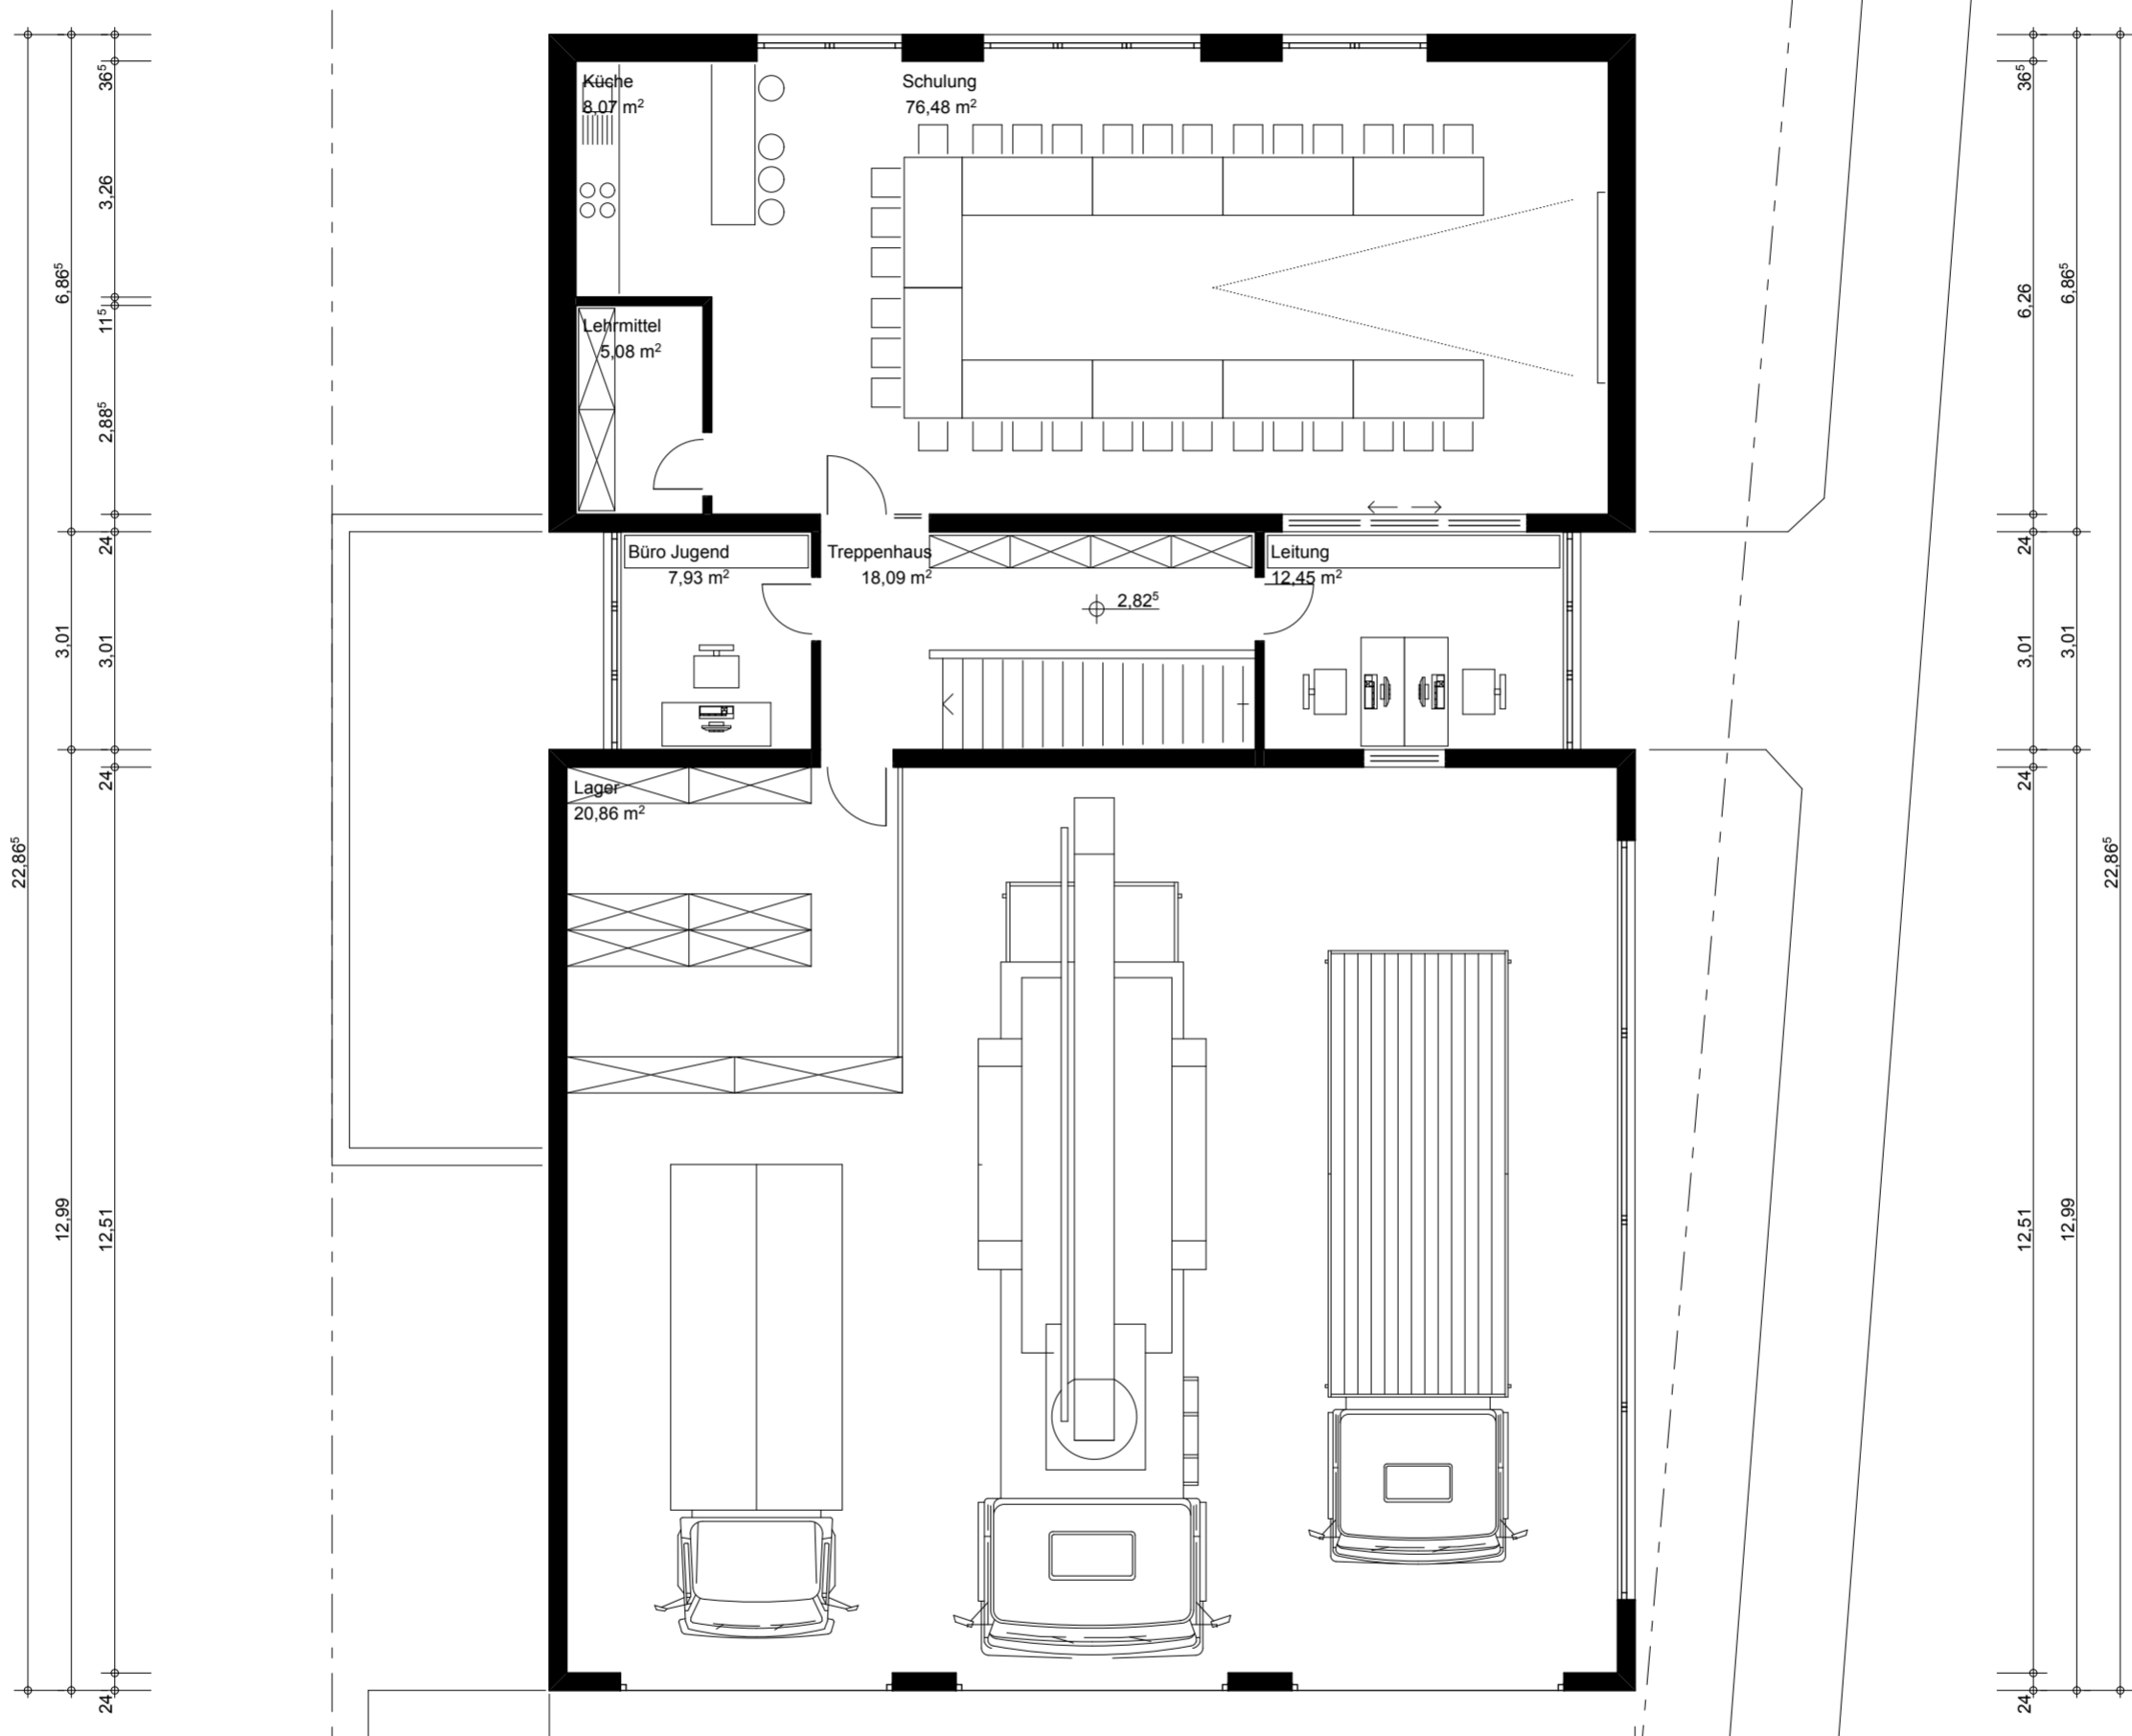 Küche
8,07 m²
Schulung
76,48 m²
Lehrmittel
5,08 m²
Büro Jugend
7,93 m²
Treppenhaus
18,09 m²
2,82⁵
Leitung
12,45 m²
Lager
20,86 m²
22,86⁵
6,86⁵
3,01
12,99
36⁵
3,26
11⁵
2,88⁵
24
3,01
24
12,51
24
36⁵
6,26
24
3,01
24
12,51
24
6,86⁵
3,01
12,99
22,86⁵